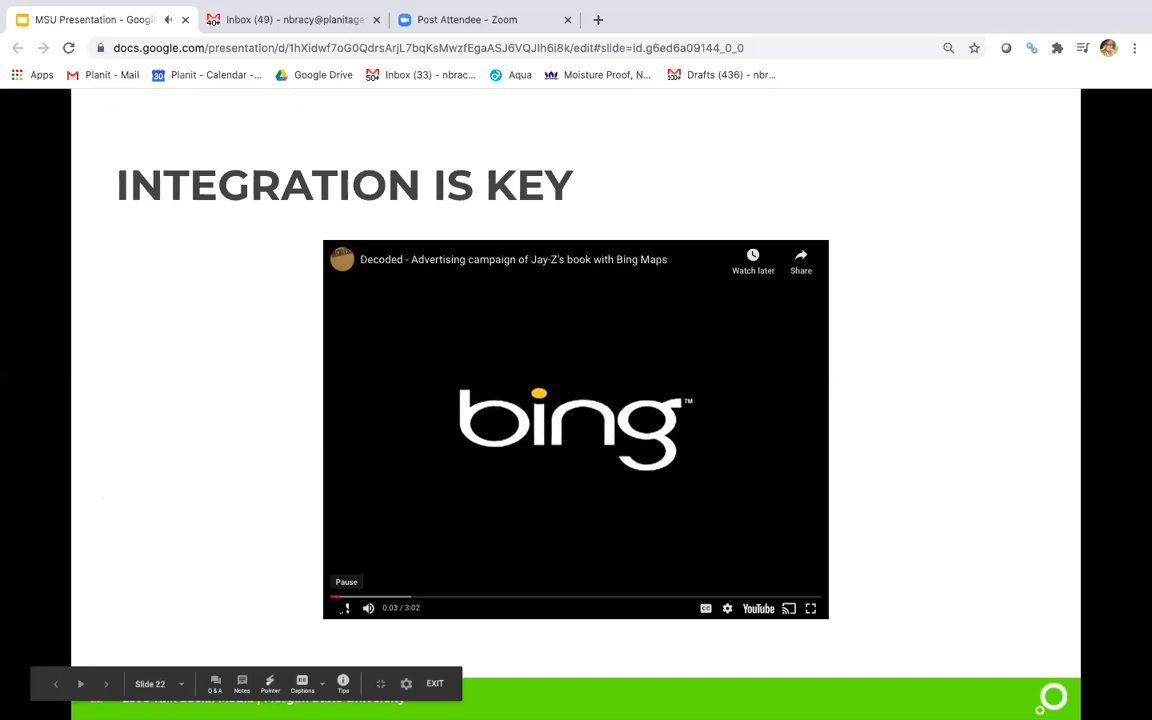 MSU Presentation - Googl
Inbox (49) - nbracy@planitage
Post Attendee - Zoom
docs.google.com/presentation/d/1hXidwf7oG0QdrsArjL7bqKsMwzfEgaASJ6VQJIh6i8k/edit#slide=id.g6ed6a09144_0_0
Apps
Planit - Mail
Planit - Calendar -...
Google Drive
Inbox (33) - nbrac...
Aqua
Moisture Proof, N...
Drafts (436) - nbr...
INTEGRATION IS KEY
Decoded - Advertising campaign of Jay-Z's book with Bing Maps
Watch later
Share
bing™
Pause
0:03 / 3:02
CC
YouTube
Slide 22
Q & A
Notes
Pointer
Captions
Tips
EXIT